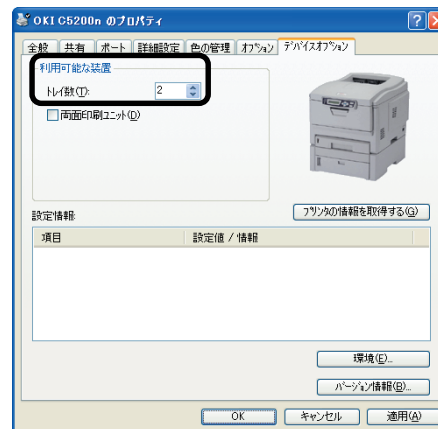 OKI C5200n のプロパティ
全般 共有 ポート 詳細設定 色の管理 オプション デバイスオプション
利用可能な装置
トレイ数(T): 2
両面印刷ユニット(D)
プリンタの情報を取得する(G)
設定情報:
項目 設定値 / 情報
環境(E)...
バージョン情報(B)...
OK キャンセル 適用(A)